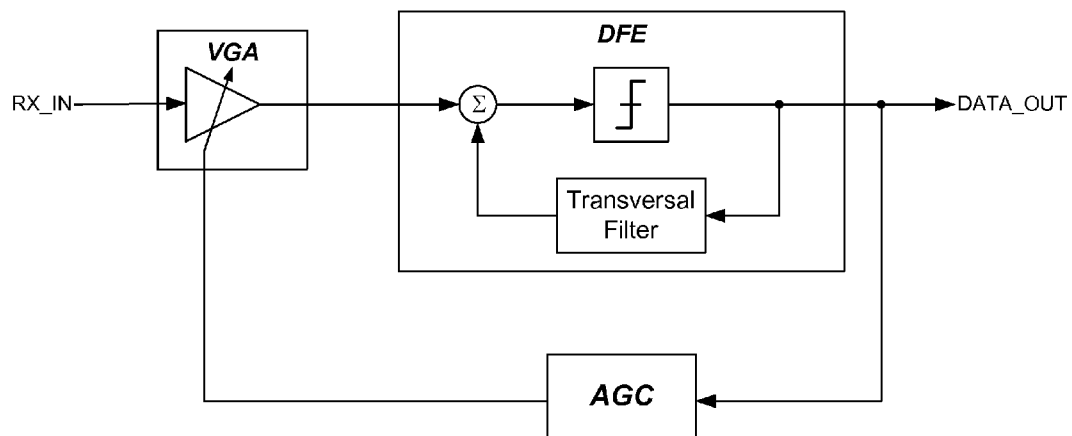 VGA
DFE
RX_IN
Σ
DATA_OUT
Transversal
Filter
AGC